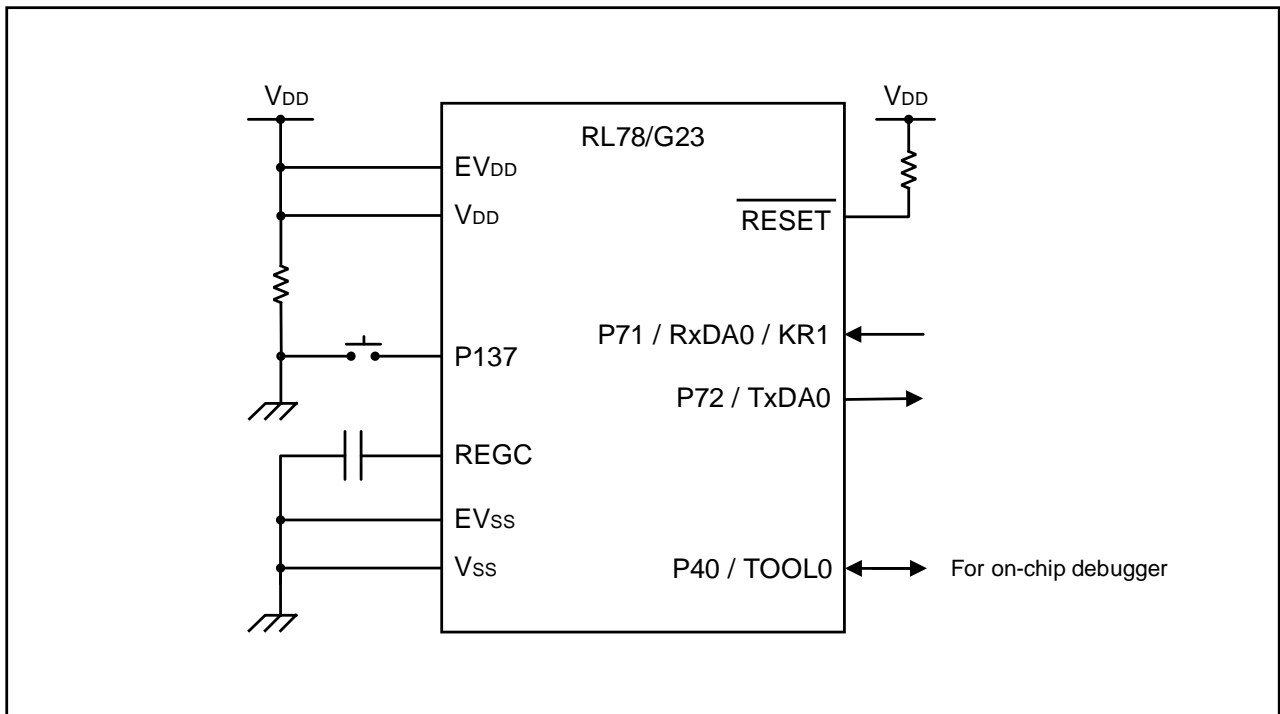 VDD
VDD
RL78/G23
EVDD
VDD
RESET
P71 / RxDA0 / KR1
P137
P72 / TxDA0
REGC
EVss
Vss
P40 / TOOL0
For on-chip debugger